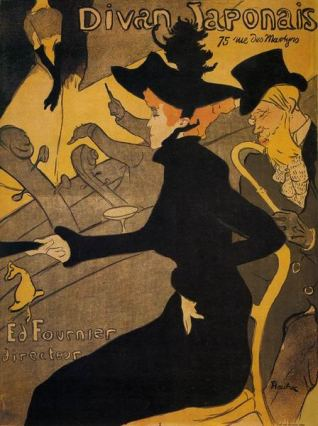 Divan Japonais
75 rue Des Martyrs
Ed Fournier
directeur